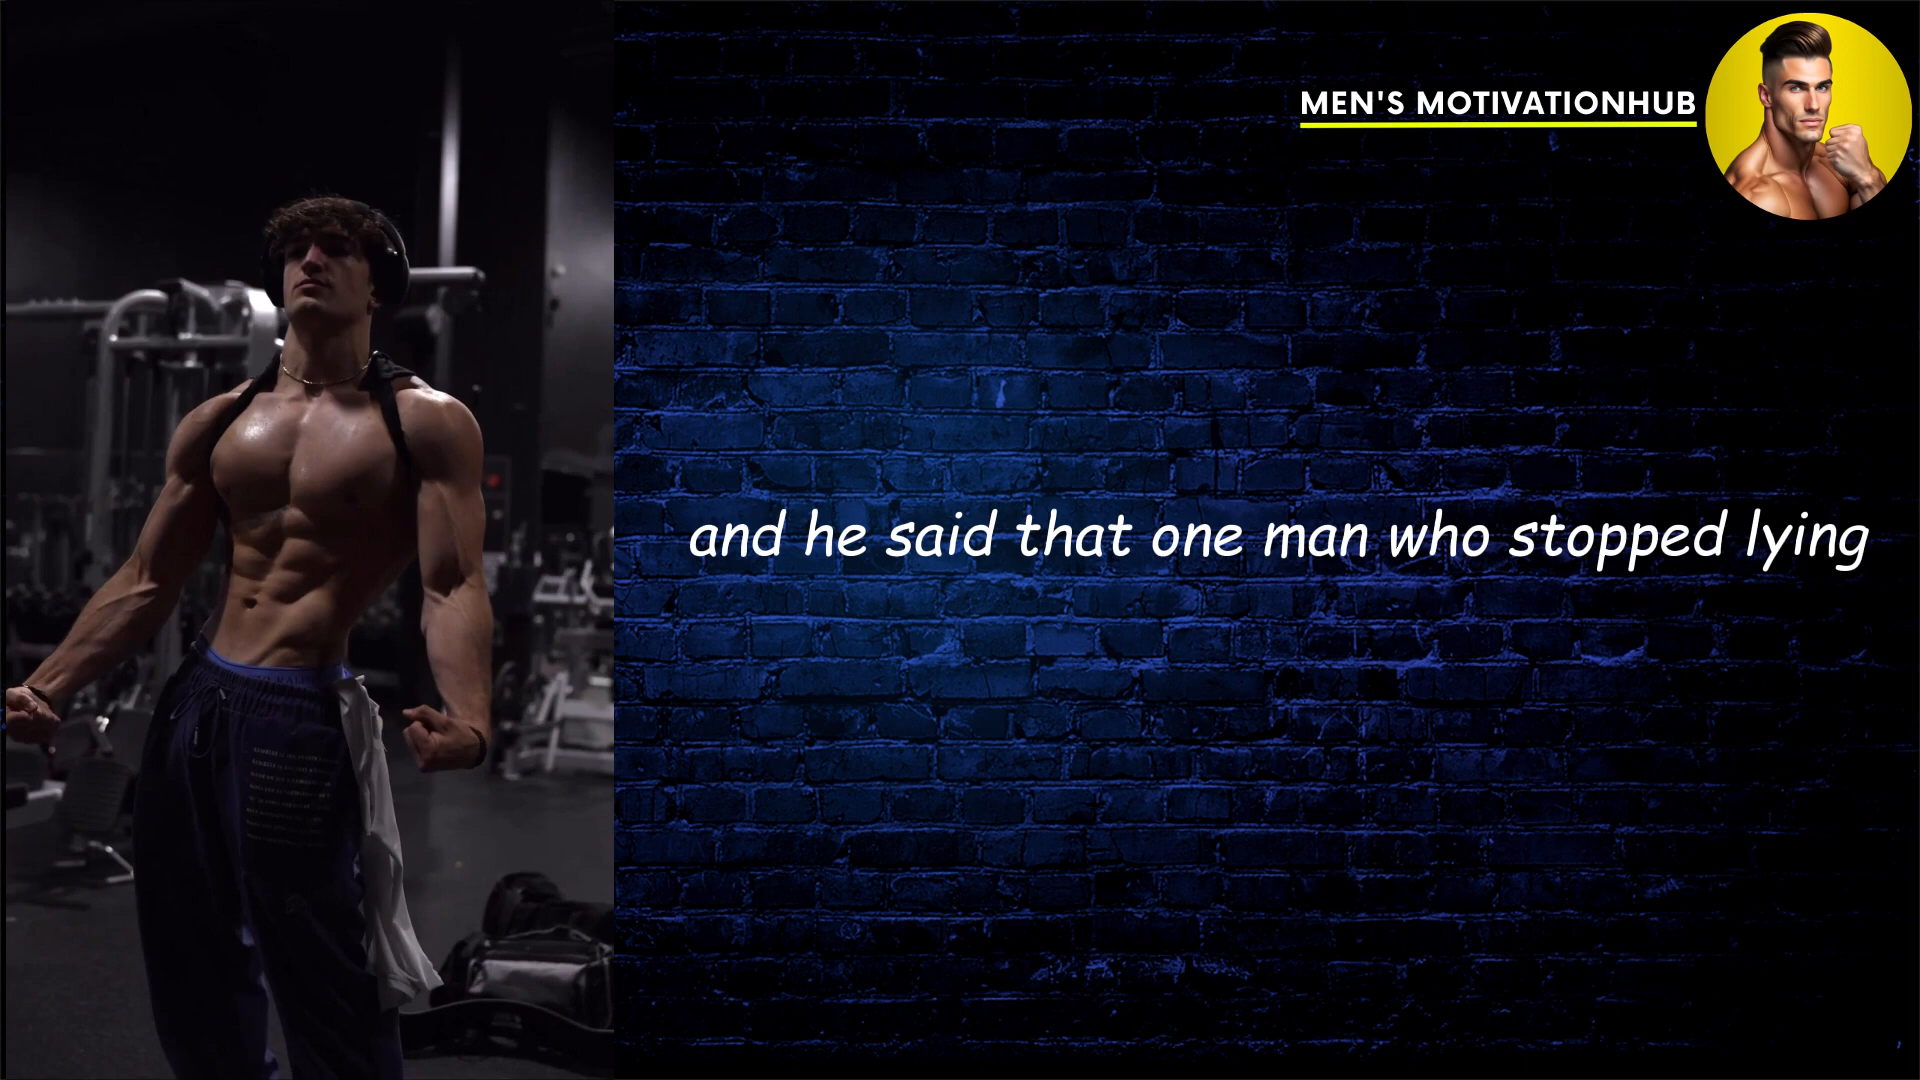 MEN'S MOTIVATIONHUB
and he said that one man who stopped lying